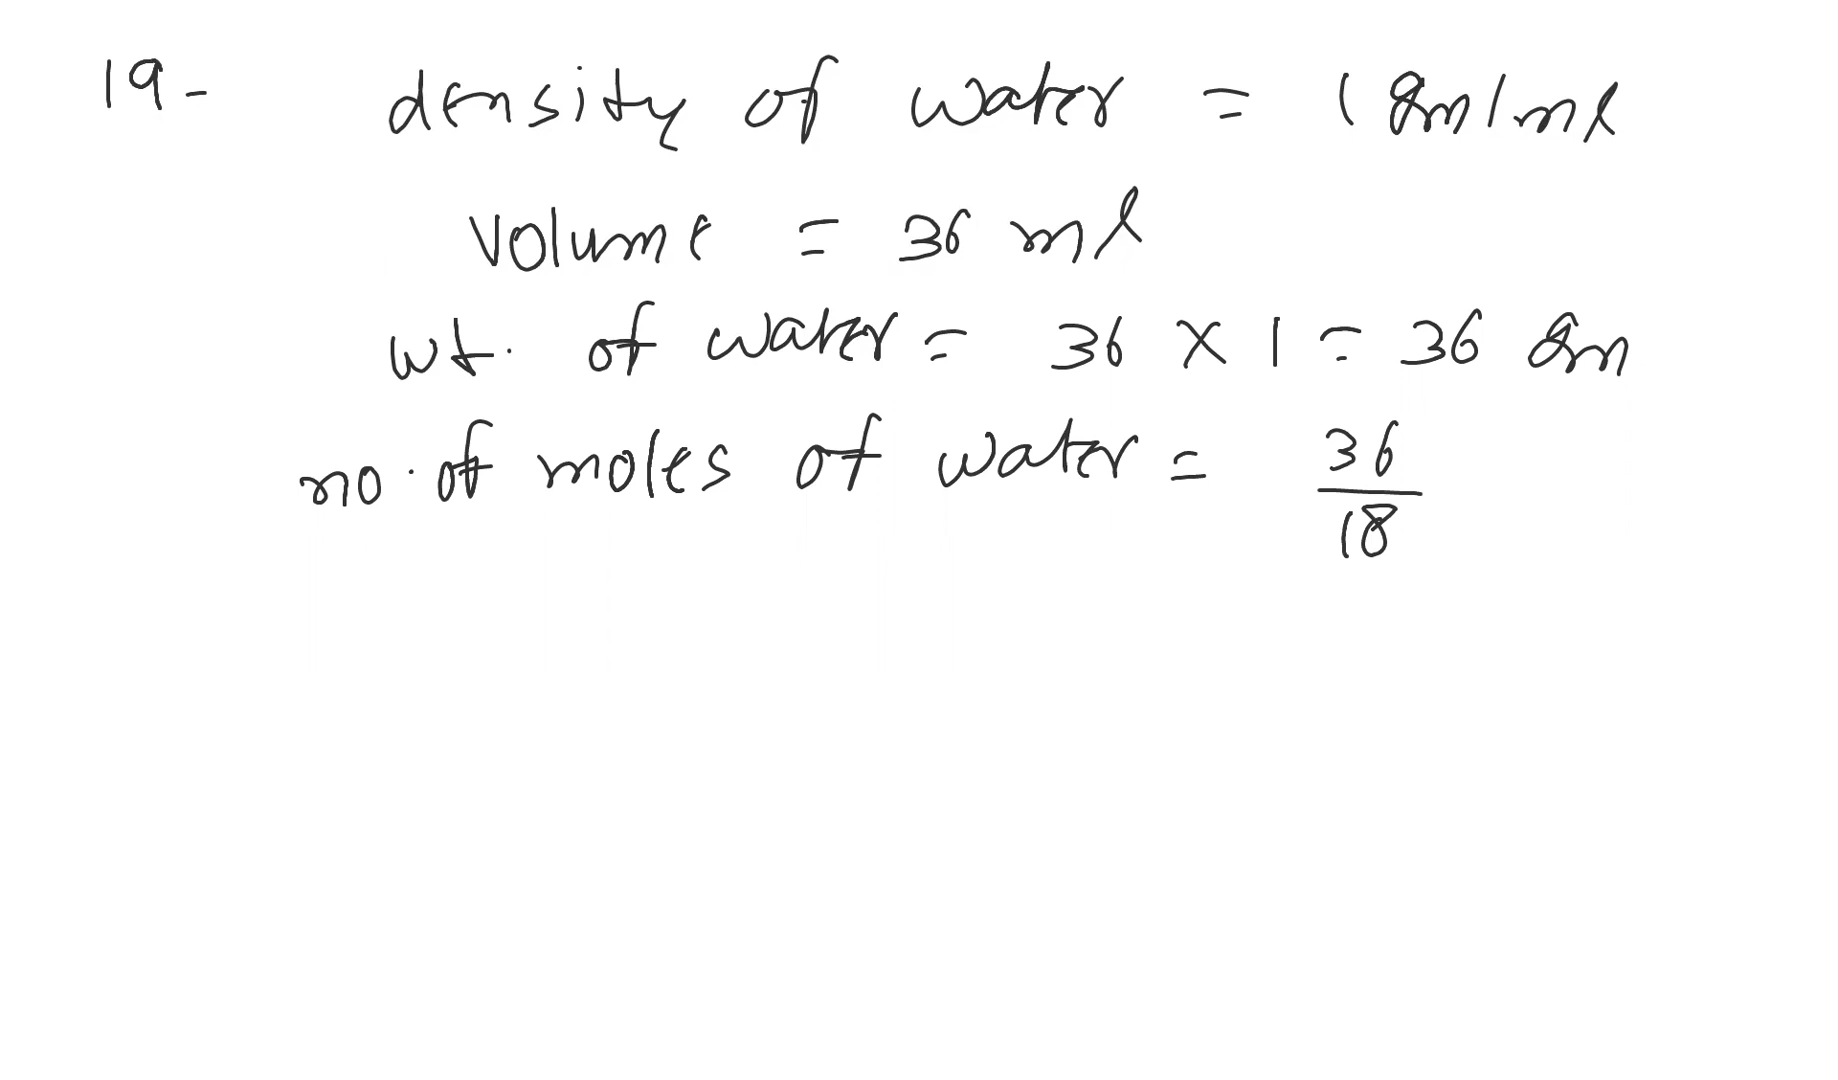 19- density of water = 1 gm/ml
volume = 36 ml
wt. of water = 36 × 1 = 36 gm
no. of moles of water = 36/18